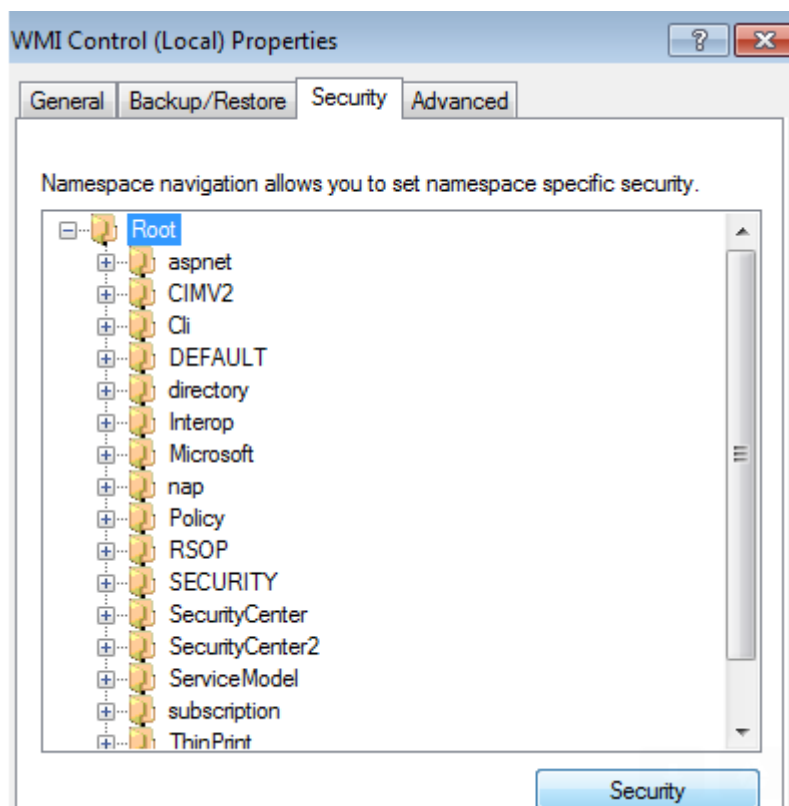 WMI Control (Local) Properties
General Backup/Restore Security Advanced
Namespace navigation allows you to set namespace specific security.
Root
aspnet
CIMV2
Cli
DEFAULT
directory
Interop
Microsoft
nap
Policy
RSOP
SECURITY
SecurityCenter
SecurityCenter2
ServiceModel
subscription
ThinPrint
Security